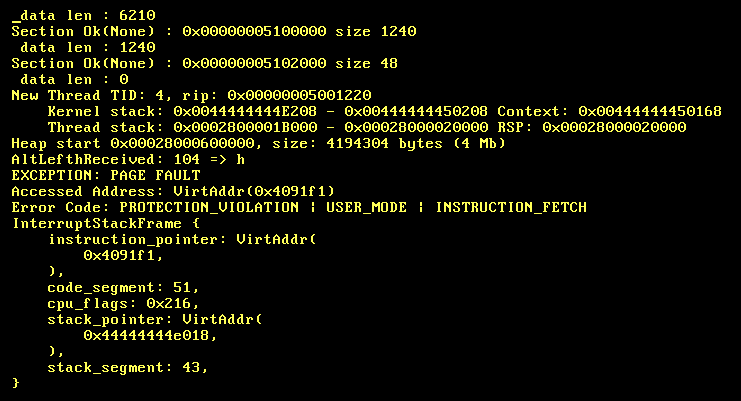 _data len : 6210
Section Ok(None) : 0x00000005100000 size 1240
 data len : 1240
Section Ok(None) : 0x00000005102000 size 48
 data len : 0
New Thread TID: 4, rip: 0x00000005001220
    Kernel stack: 0x0044444444E208 - 0x00444444450208 Context: 0x00444444450168
    Thread stack: 0x0002800001B000 - 0x00028000020000 RSP: 0x00028000020000
Heap start 0x00028000600000, size: 4194304 bytes (4 Mb)
AltLefthReceived: 104 => h
EXCEPTION: PAGE FAULT
Accessed Address: VirtAddr(0x4091f1)
Error Code: PROTECTION_VIOLATION | USER_MODE | INSTRUCTION_FETCH
InterruptStackFrame {
    instruction_pointer: VirtAddr(
        0x4091f1,
    ),
    code_segment: 51,
    cpu_flags: 0x216,
    stack_pointer: VirtAddr(
        0x44444444e018,
    ),
    stack_segment: 43,
}